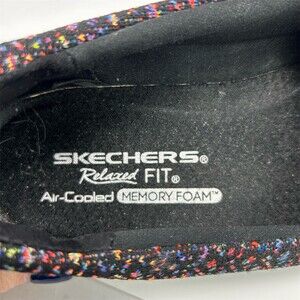 SKECHERS®
Relaxed FIT®
Air-Cooled MEMORY FOAM™